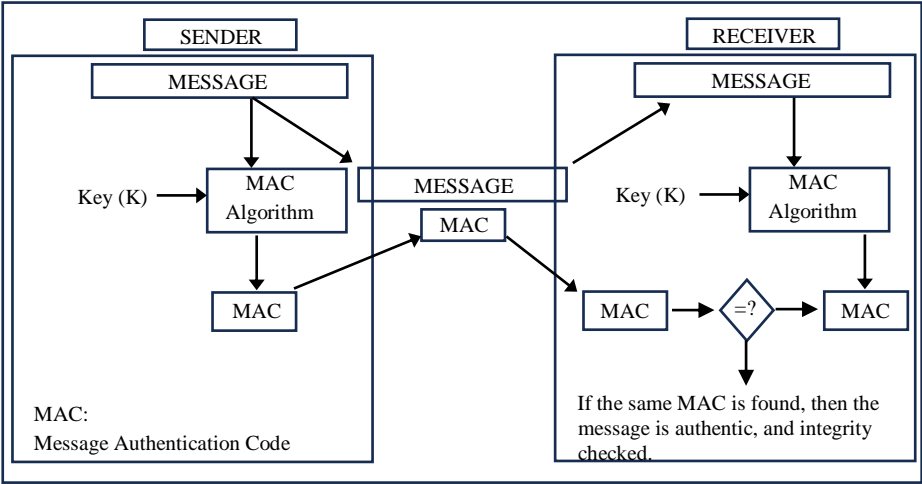 SENDER
MESSAGE
Key (K)
MAC
Algorithm
MAC
MAC:
Message Authentication Code
MESSAGE
MAC
RECEIVER
MESSAGE
Key (K)
MAC
Algorithm
MAC
=?
MAC
If the same MAC is found, then the
message is authentic, and integrity
checked.